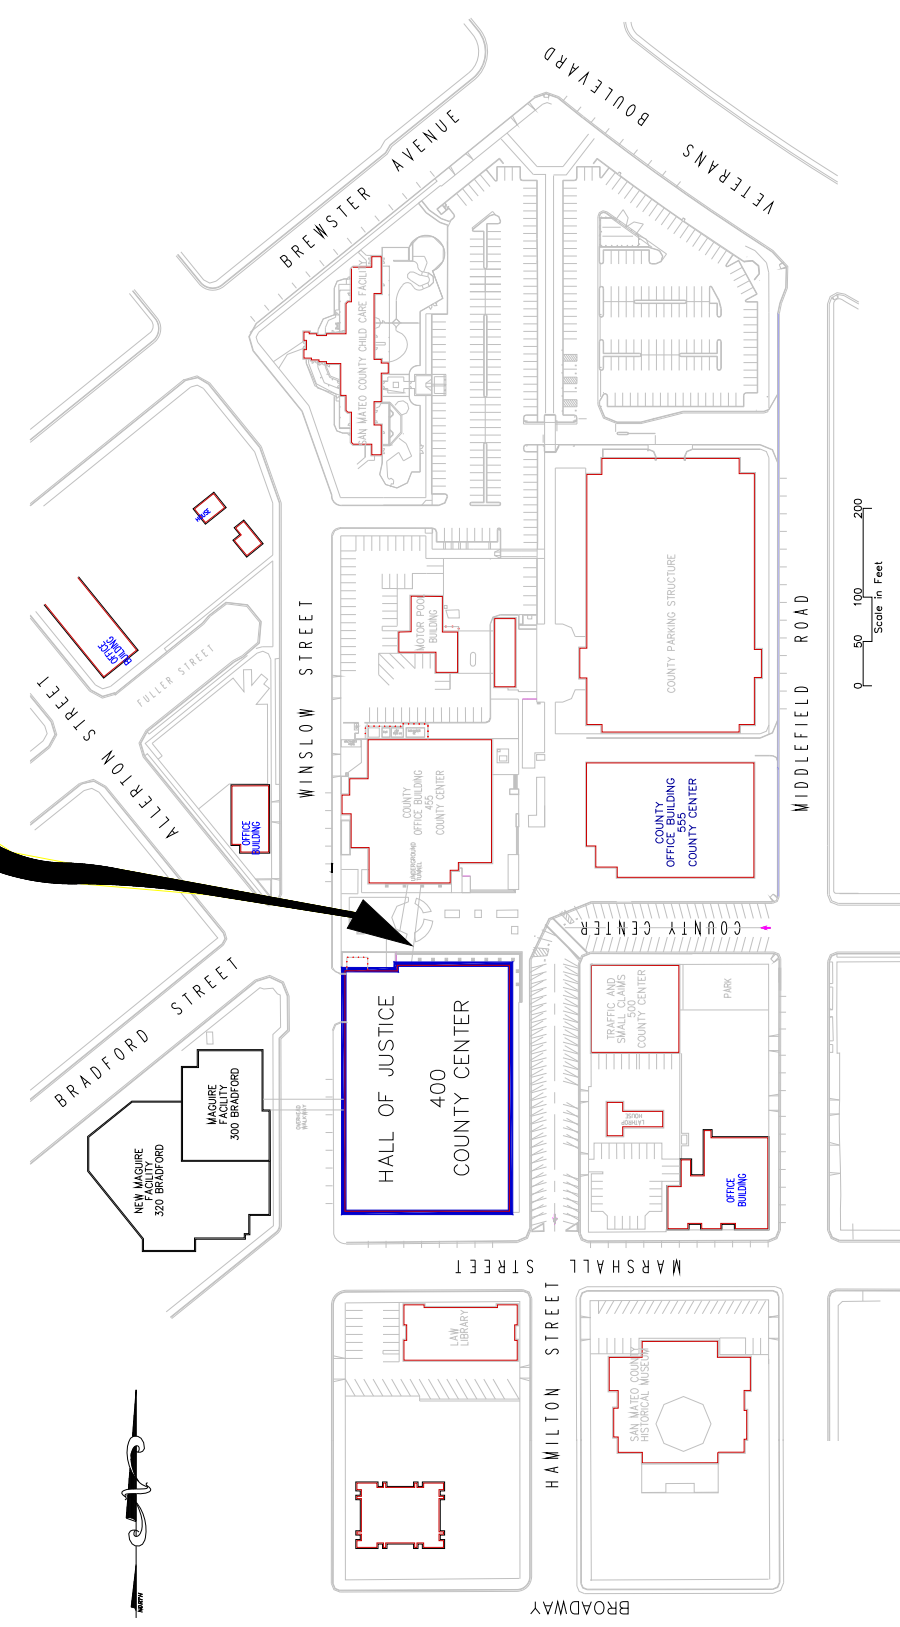 BOULEVARD
VETERANS
BREWSTER AVENUE
SAN MATEO COUNTY CHILD CARE FACILITY
HOUSE
OFFICE
BUILDING
FULLER STREET
ALLERTON STREET
WINSLOW STREET
MOTOR POOL
BUILDING
COUNTY PARKING STRUCTURE
MIDDLEFIELD ROAD
0
50
100
200
Scale in Feet
OFFICE
BUILDING
COUNTY
OFFICE BUILDING
455
COUNTY CENTER
UNDERGROUND
TUNNEL
COUNTY
OFFICE BUILDING
555
COUNTY CENTER
COUNTY CENTER
BRADFORD STREET
HALL OF JUSTICE
400
COUNTY CENTER
TRAFFIC AND
SMALL CLAIMS
500
COUNTY CENTER
PARK
MAGUIRE
FACILITY
300 BRADFORD
OVERHEAD
WALKWAY
NEW MAGUIRE
FACILITY
320 BRADFORD
LATHROP
HOUSE
OFFICE
BUILDING
MARSHALL STREET
HAMILTON STREET
LAW
LIBRARY
SAN MATEO COUNTY
HISTORICAL MUSEUM
NORTH
BROADWAY